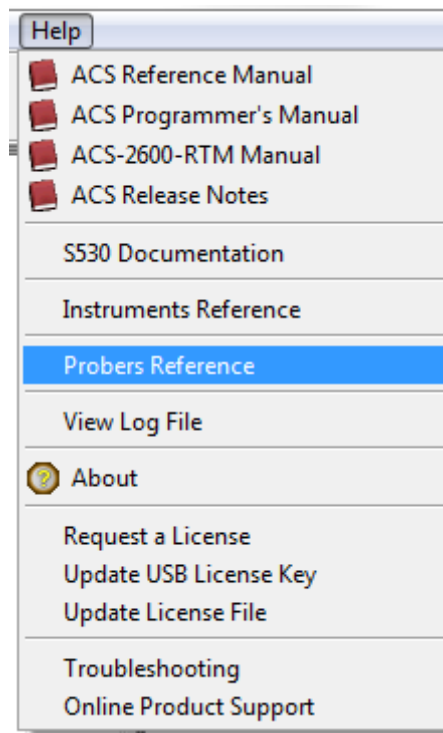 Help
ACS Reference Manual
ACS Programmer's Manual
ACS-2600-RTM Manual
ACS Release Notes
S530 Documentation
Instruments Reference
Probers Reference
View Log File
About
Request a License
Update USB License Key
Update License File
Troubleshooting
Online Product Support